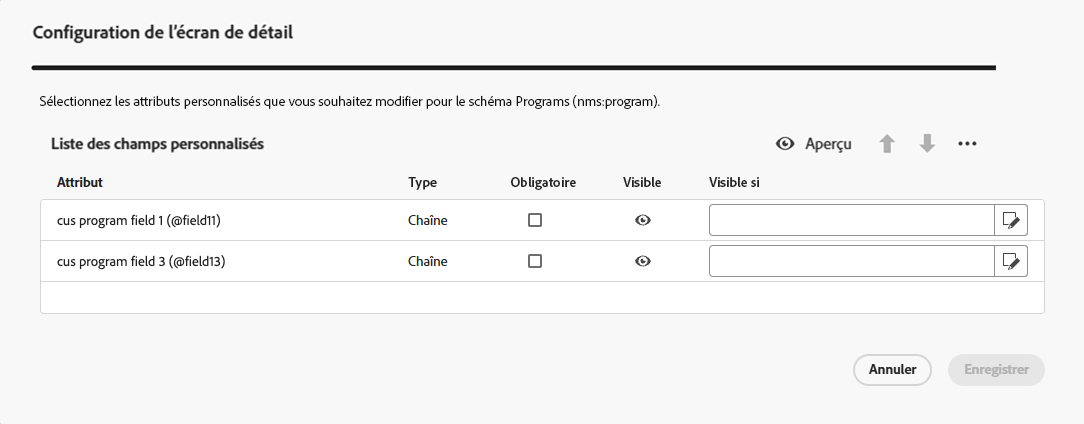 Configuration de l'écran de détail
Sélectionnez les attributs personnalisés que vous souhaitez modifier pour le schéma Programs (nms:program).
Liste des champs personnalisés Aperçu
Attribut Type Obligatoire Visible Visible si
cus program field 1 (@field11) Chaîne
cus program field 3 (@field13) Chaîne
Annuler Enregistrer